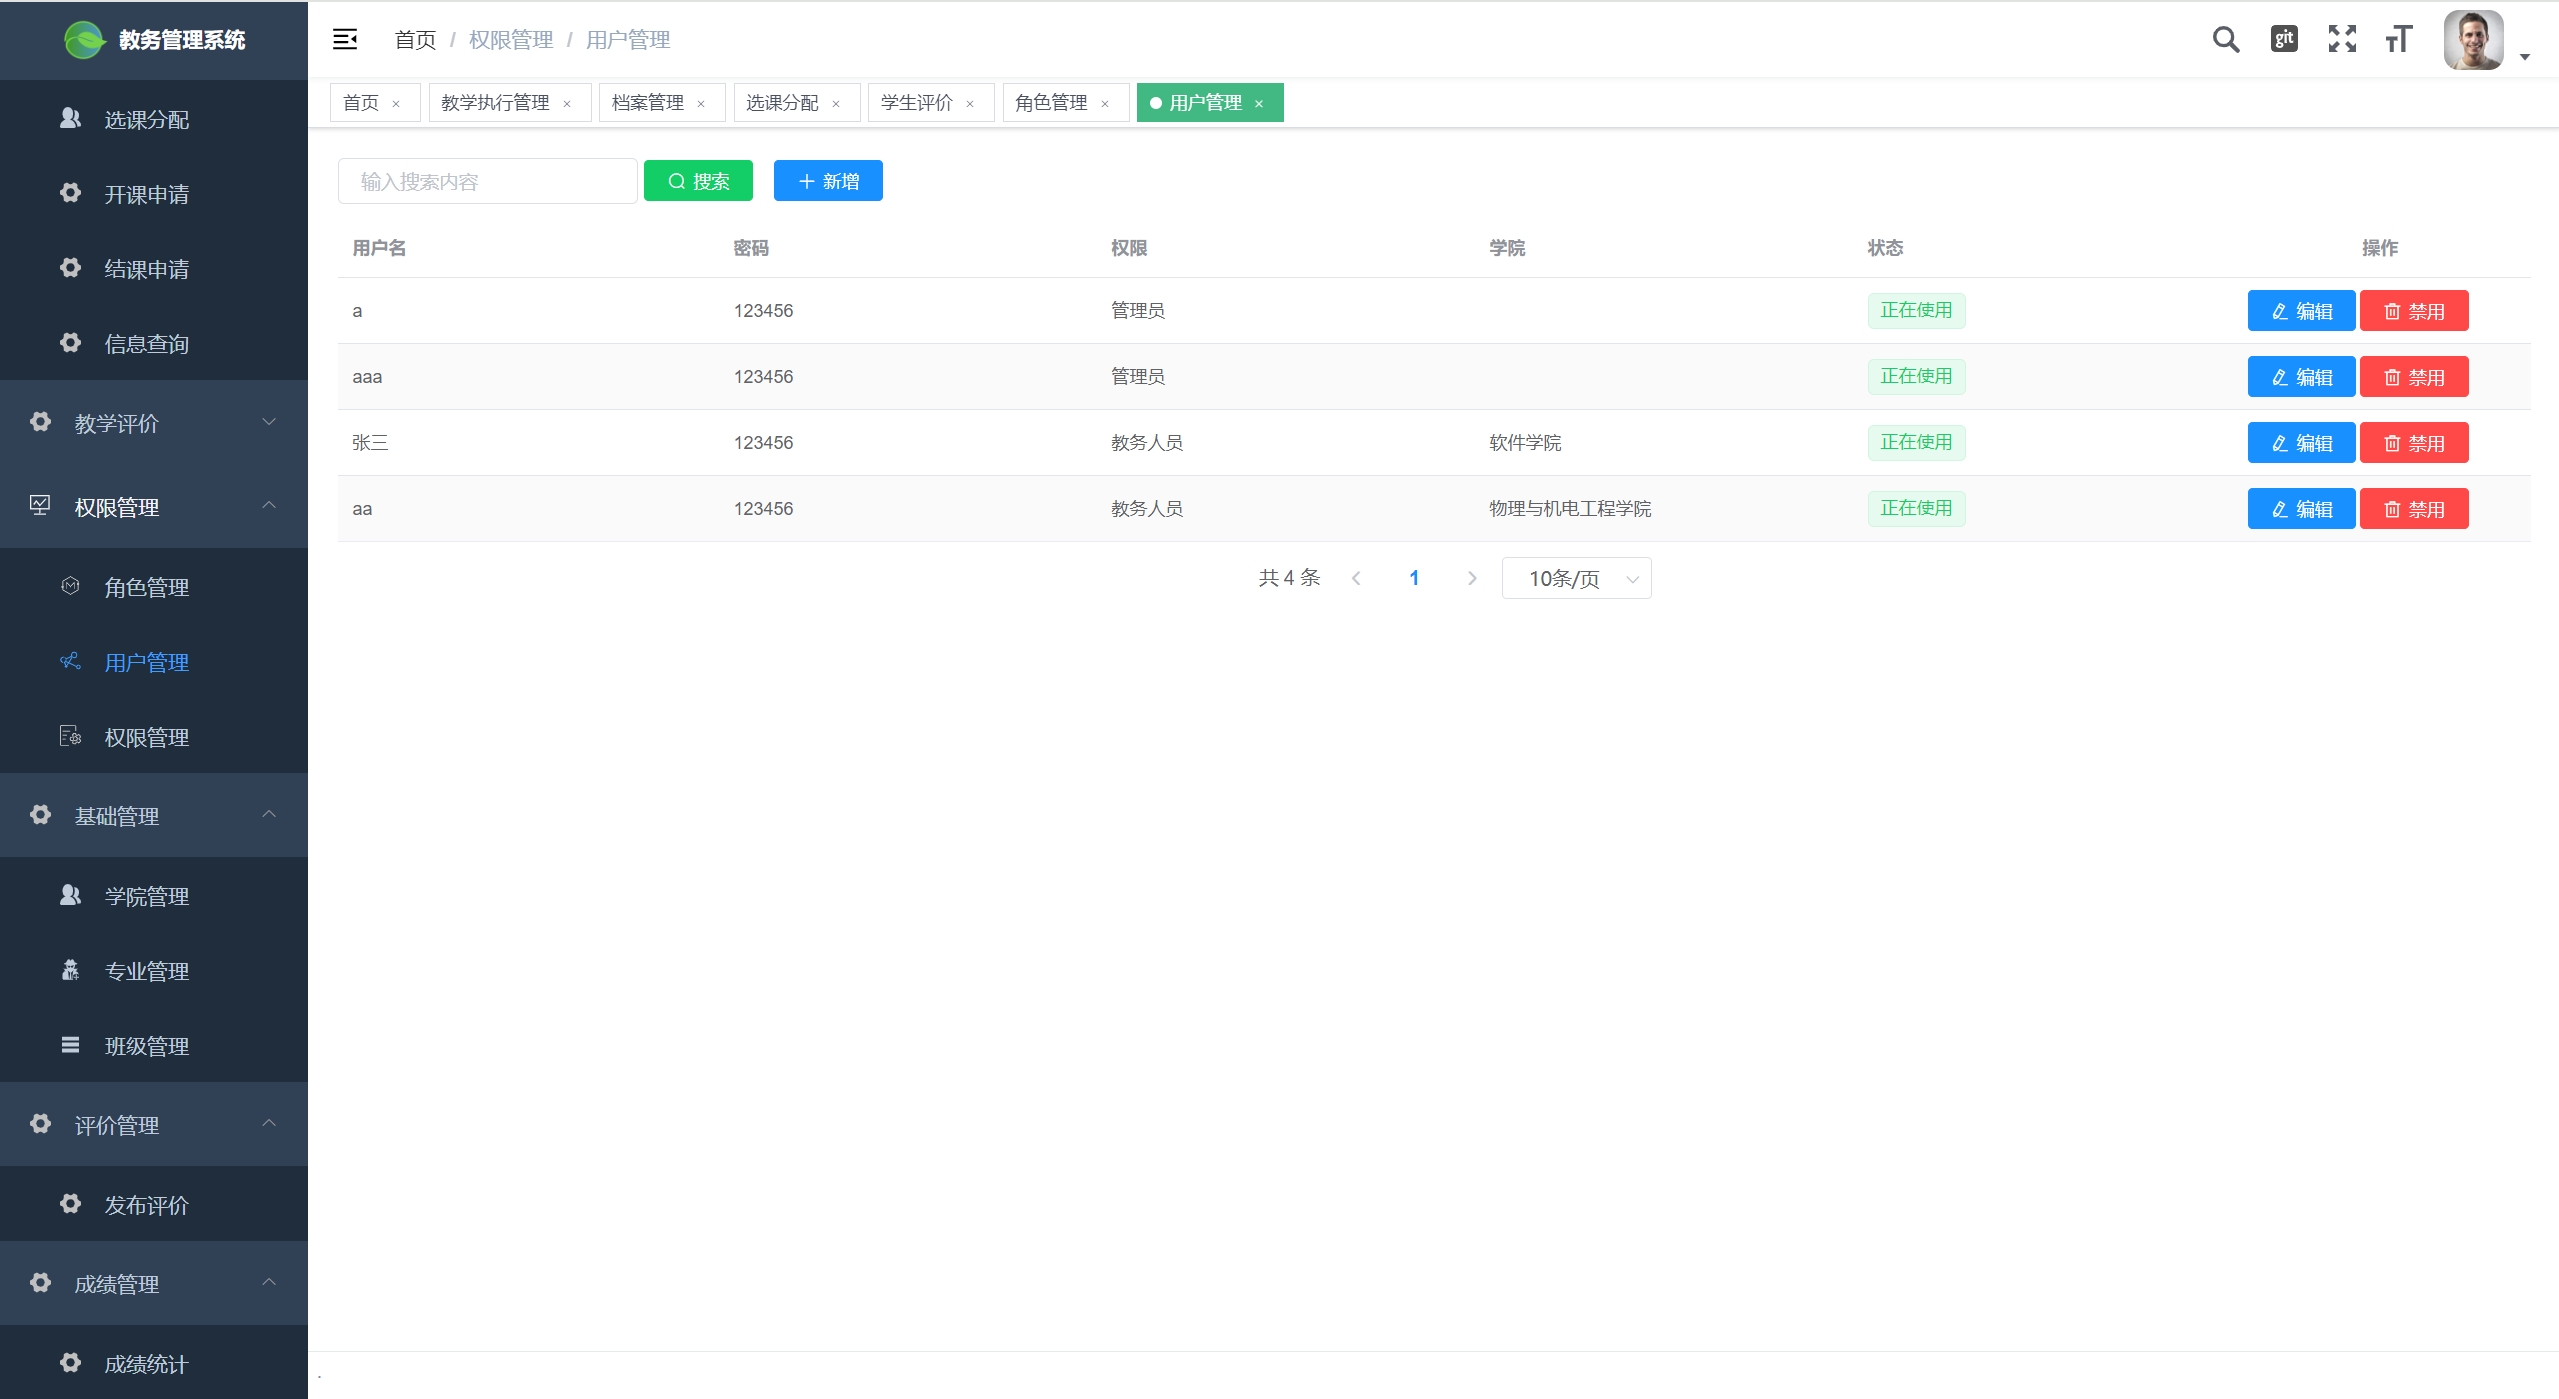 教务管理系统
首页 / 权限管理 / 用户管理
git
首页 × 教学执行管理 × 档案管理 × 选课分配 × 学生评价 × 角色管理 × 用户管理 ×
选课分配
开课申请
结课申请
信息查询
教学评价
权限管理
角色管理
用户管理
权限管理
基础管理
学院管理
专业管理
班级管理
评价管理
发布评价
成绩管理
成绩统计
输入搜索内容 搜索 新增
用户名 密码 权限 学院 状态 操作
a 123456 管理员 正在使用 编辑 禁用
aaa 123456 管理员 正在使用 编辑 禁用
张三 123456 教务人员 软件学院 正在使用 编辑 禁用
aa 123456 教务人员 物理与机电工程学院 正在使用 编辑 禁用
共 4 条 1 10条/页
.